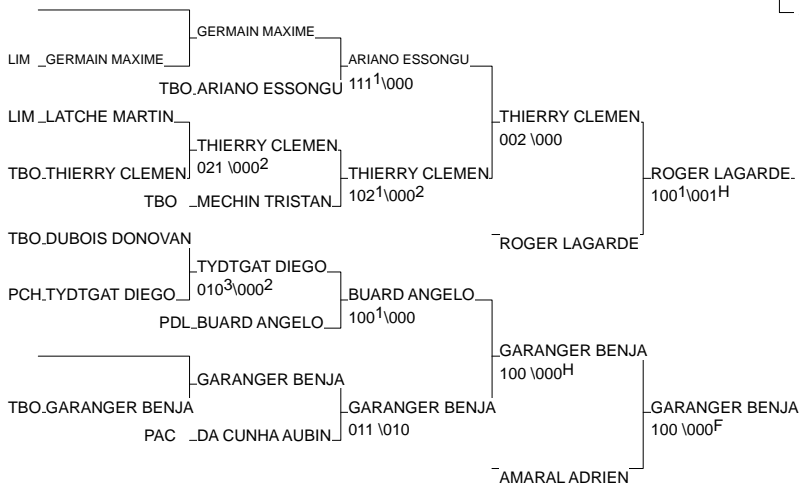 GERMAIN MAXIME
LIM GERMAIN MAXIME
ARIANO ESSONGU
TBO ARIANO ESSONGU
111¹\000
LIM LATCHE MARTIN
THIERRY CLEMEN
002 \000
THIERRY CLEMEN
021 \000²
TBO THIERRY CLEMEN
THIERRY CLEMEN
102¹\000²
ROGER LAGARDE
100¹\001ᴴ
TBO MECHIN TRISTAN
TBO DUBOIS DONOVAN
ROGER LAGARDE
TYDTGAT DIEGO
010³\000²
PCH TYDTGAT DIEGO
BUARD ANGELO
100¹\000
PDL BUARD ANGELO
GARANGER BENJA
100 \000ᴴ
GARANGER BENJA
TBO GARANGER BENJA
GARANGER BENJA
011 \010
GARANGER BENJA
100 \000ꟳ
PAC DA CUNHA AUBIN
AMARAL ADRIEN